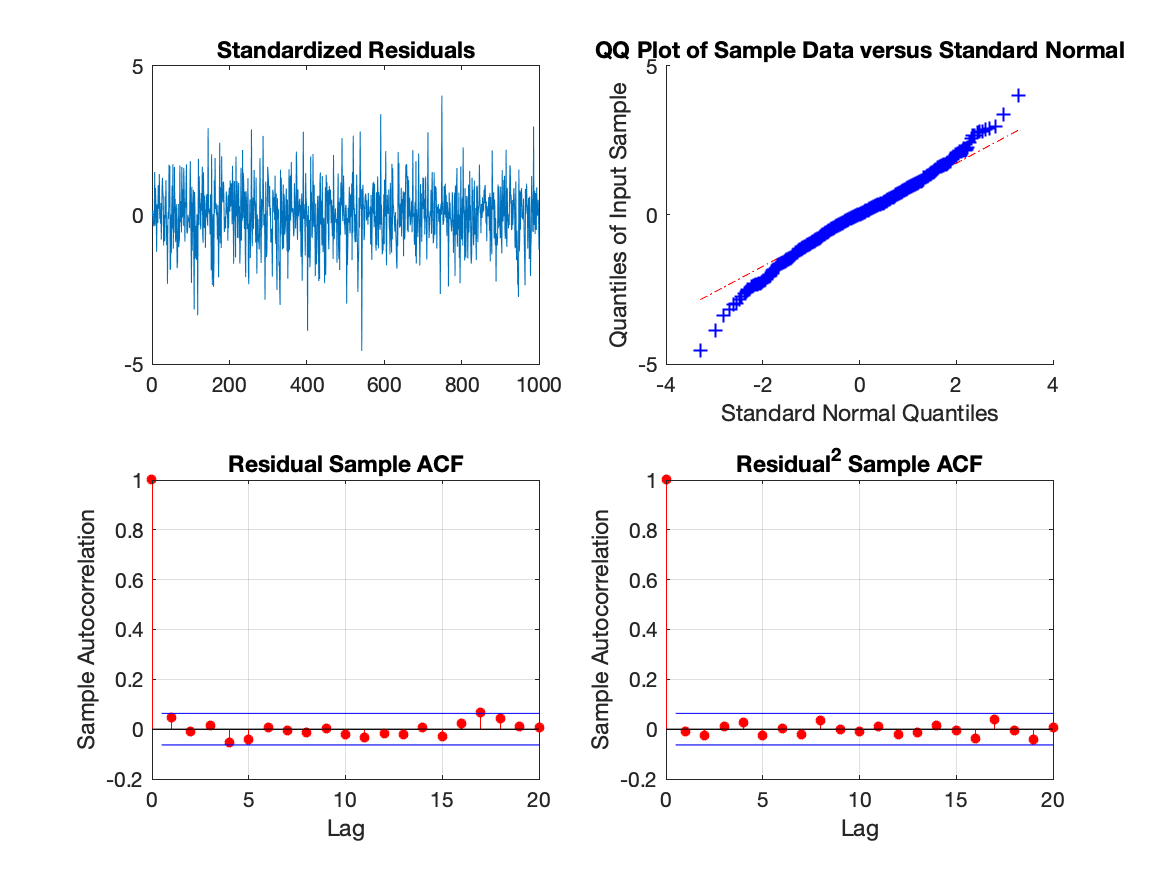 Standardized Residuals
5
0
-5
0 200 400 600 800 1000
QQ Plot of Sample Data versus Standard Normal
Quantiles of Input Sample
5
0
-5
-4 -2 0 2 4
Standard Normal Quantiles
Residual Sample ACF
Sample Autocorrelation
1
0.8
0.6
0.4
0.2
0
-0.2
0 5 10 15 20
Lag
Residual² Sample ACF
Sample Autocorrelation
1
0.8
0.6
0.4
0.2
0
-0.2
0 5 10 15 20
Lag